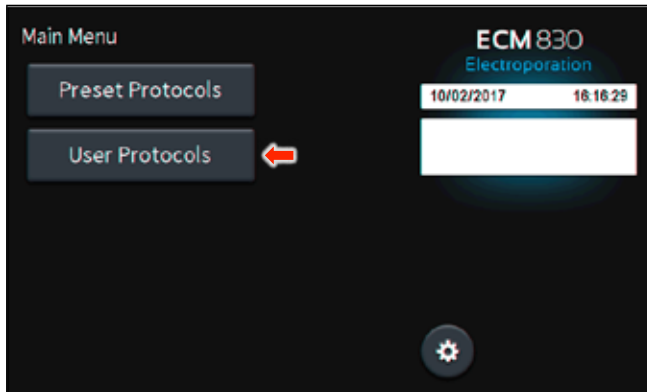 Main Menu
Preset Protocols
User Protocols
ECM 830
Electroporation
10/02/2017 16:16:29